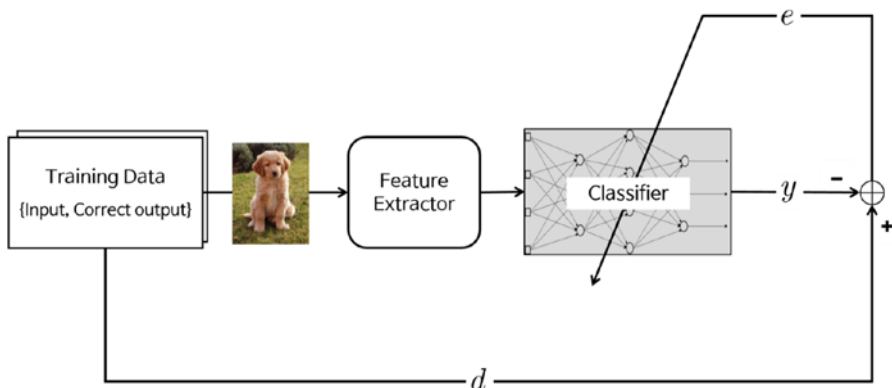 e
Training Data
{Input, Correct output}
Feature
Extractor
Classifier
y
-
+
d